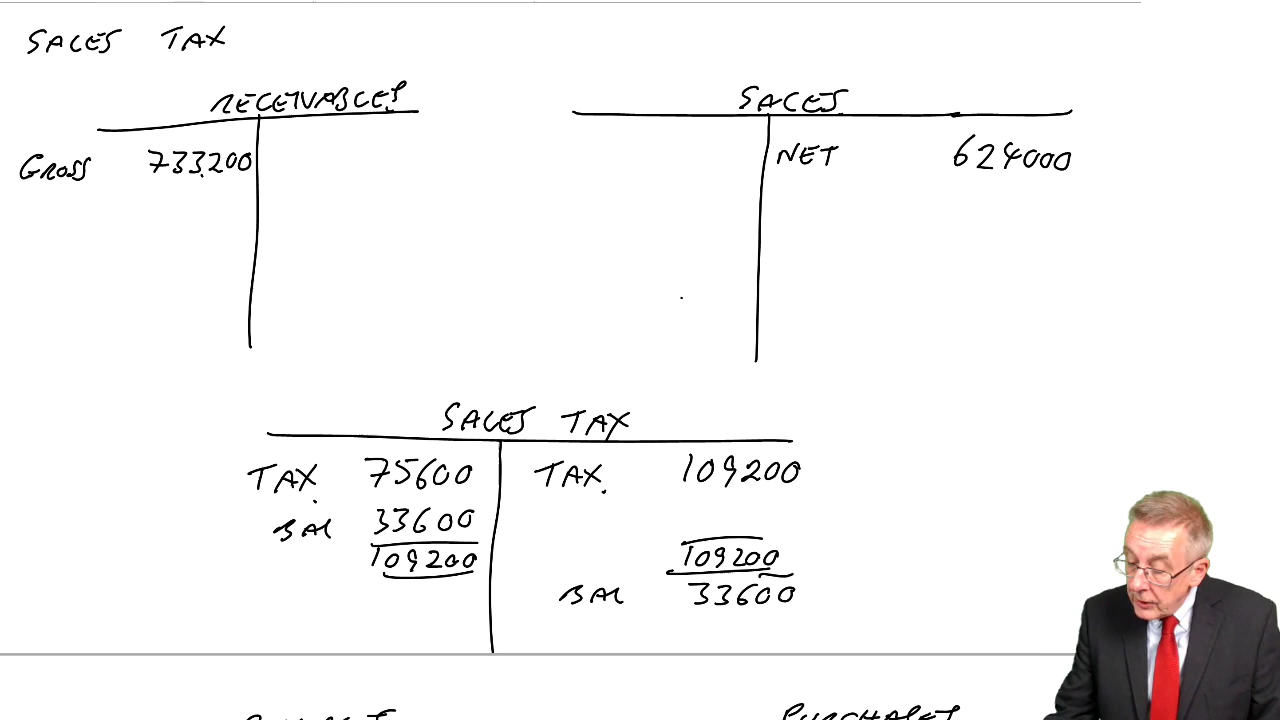 SALES TAX
RECEIVABLES
SALES
GROSS 733200
NET 624000
SALES TAX
TAX 75600
TAX. 109200
BAL 33600
109200
109200
BAL 33600
PURCHASES